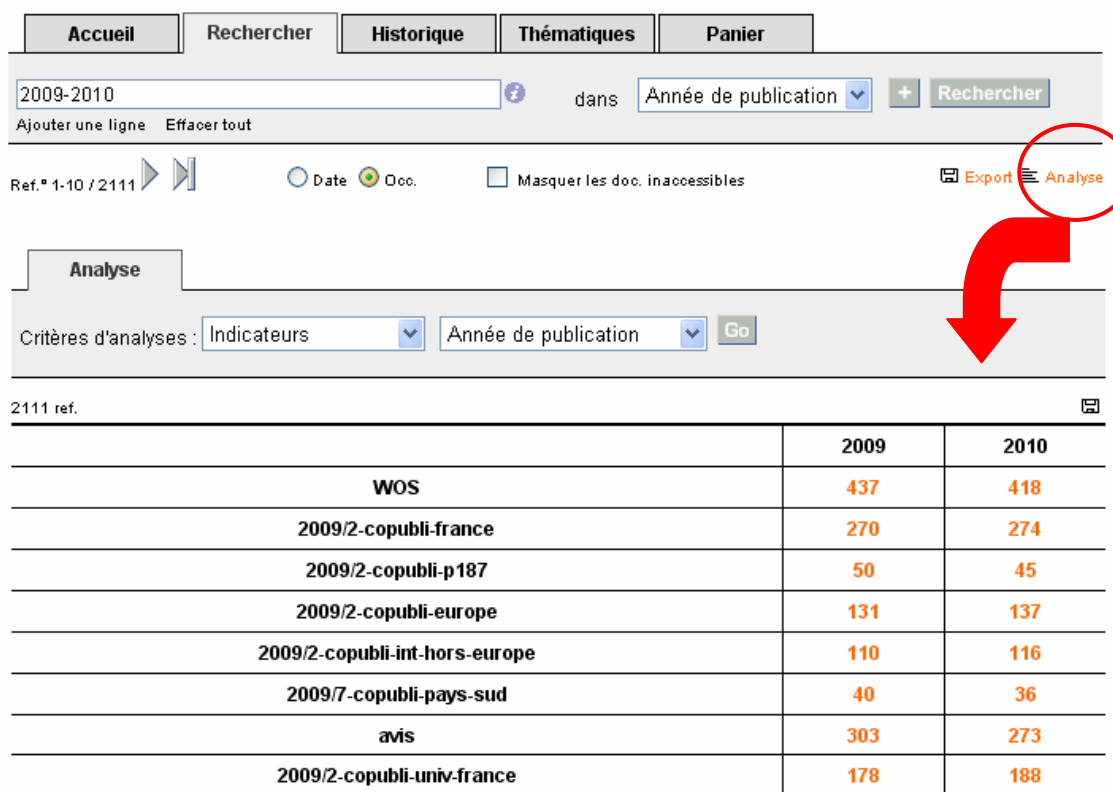 Accueil Rechercher Historique Thématiques Panier
2009-2010 dans Année de publication + Rechercher
Ajouter une ligne Effacer tout
Ref.° 1-10 / 2111 Date Occ. Masquer les doc. inaccessibles Export Analyse
Analyse
Critères d'analyses : Indicateurs Année de publication Go
2111 ref.
2009 2010
WOS 437 418
2009/2-copubli-france 270 274
2009/2-copubli-p187 50 45
2009/2-copubli-europe 131 137
2009/2-copubli-int-hors-europe 110 116
2009/7-copubli-pays-sud 40 36
avis 303 273
2009/2-copubli-univ-france 178 188